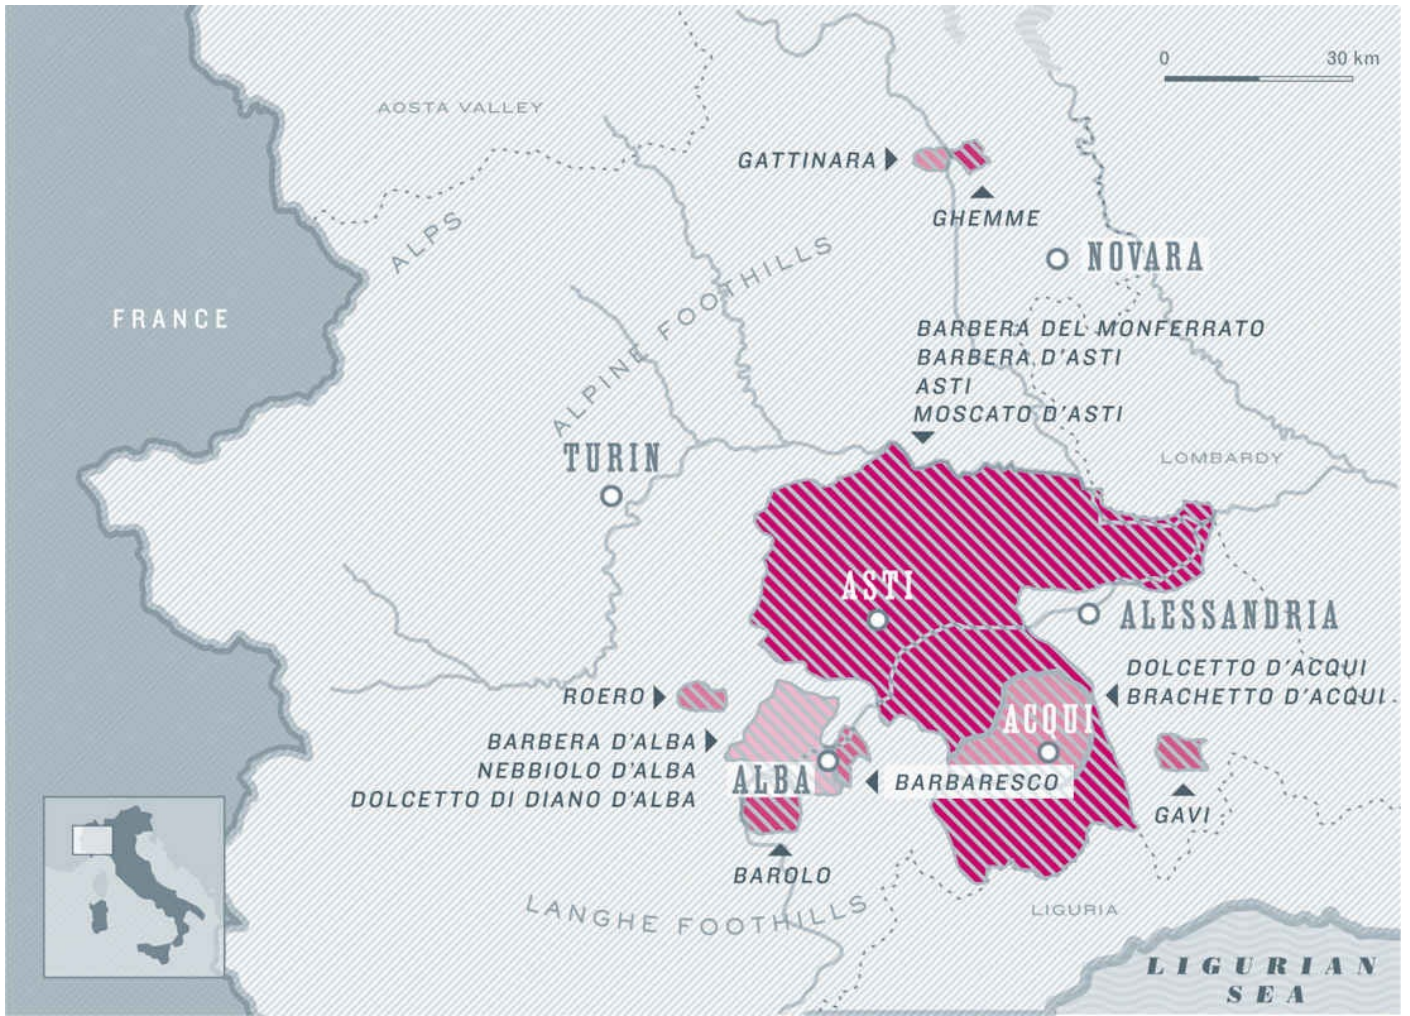 0 30 km
AOSTA VALLEY
GATTINARA
GHEMME
ALPS
NOVARA
ALPINE FOOTHILLS
FRANCE
BARBERA DEL MONFERRATO
BARBERA D'ASTI
ASTI
MOSCATO D'ASTI
TURIN
LOMBARDY
ASTI
ALESSANDRIA
DOLCETTO D'ACQUI
BRACHETTO D'ACQUI
ROERO
ACQUI
BARBERA D'ALBA
NEBBIOLO D'ALBA
DOLCETTO DI DIANO D'ALBA
ALBA
BARBARESCO
GAVI
BAROLO
LANGHE FOOTHILLS
LIGURIA
LIGURIAN
SEA